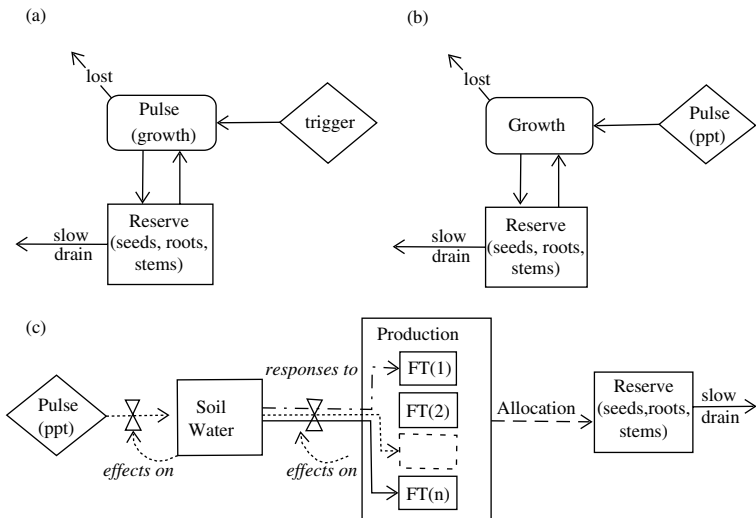 (a)
lost
Pulse
(growth)
trigger
Reserve
(seeds, roots,
stems)
slow
drain
(b)
lost
Growth
Pulse
(ppt)
Reserve
(seeds, roots,
stems)
slow
drain
(c)
Pulse
(ppt)
effects on
Soil
Water
responses to
effects on
Production
FT(1)
FT(2)
FT(n)
Allocation
Reserve
(seeds,roots,
stems)
slow
drain